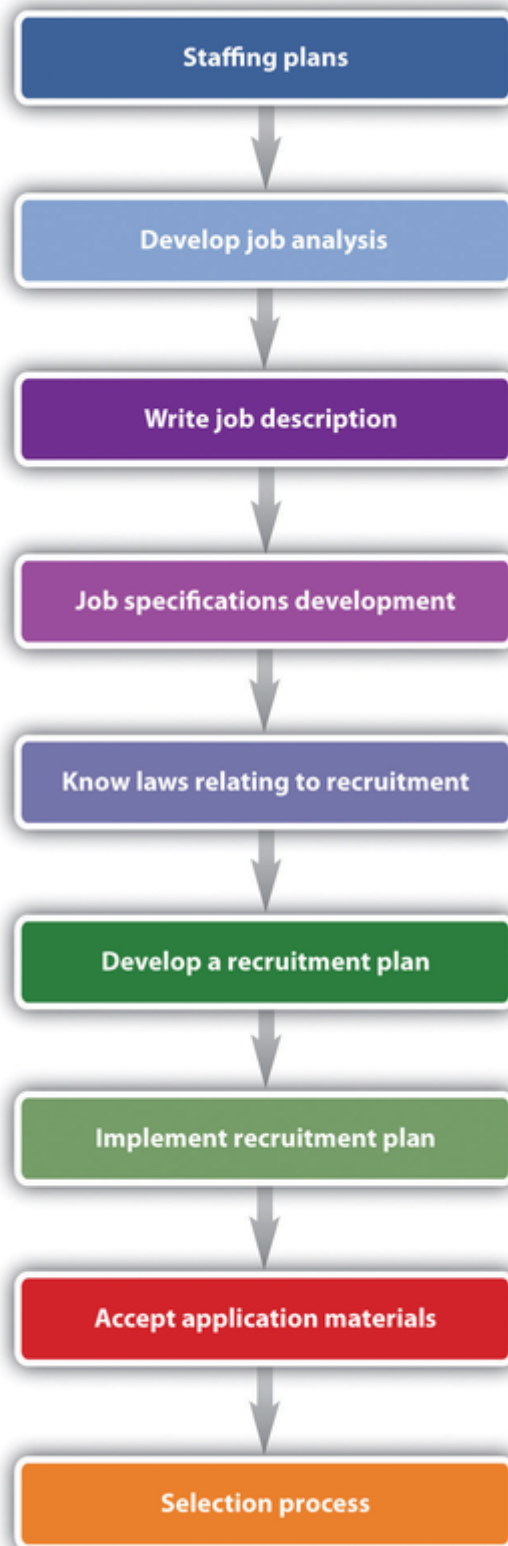 Staffing plans
Develop job analysis
Write job description
Job specifications development
Know laws relating to recruitment
Develop a recruitment plan
Implement recruitment plan
Accept application materials
Selection process